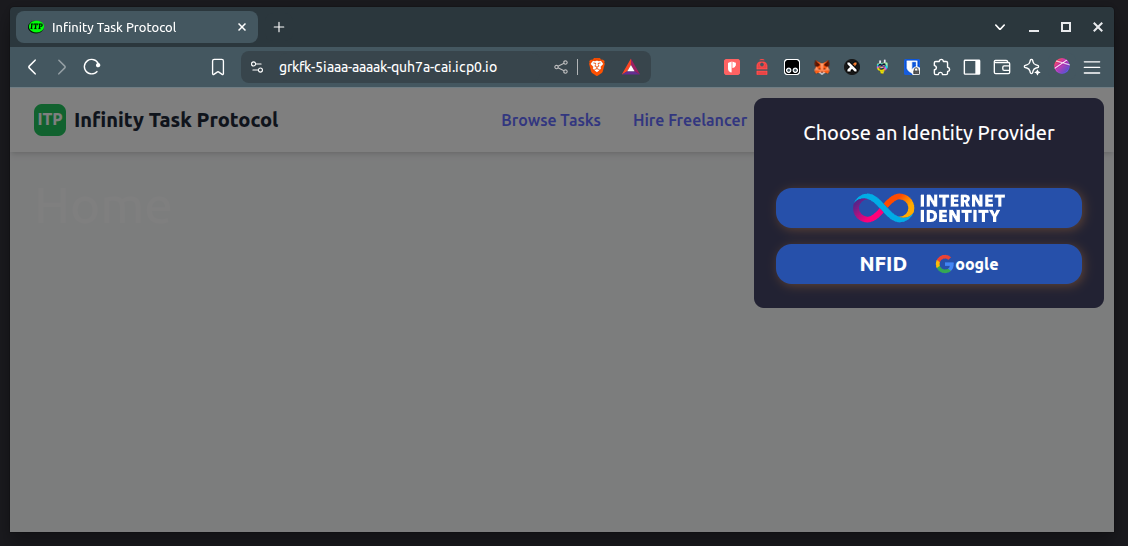 ITP Infinity Task Protocol
grkfk-5iaaa-aaaak-quh7a-cai.icp0.io
ITP Infinity Task Protocol
Browse Tasks Hire Freelancer
Choose an Identity Provider
INTERNET
IDENTITY
NFID Google
Home